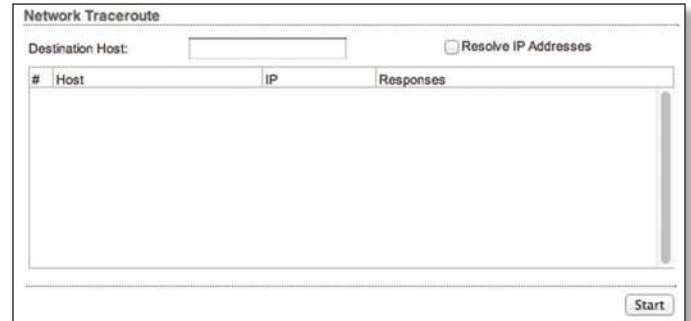 Network Traceroute
Destination Host: Resolve IP Addresses
# Host IP Responses
Start